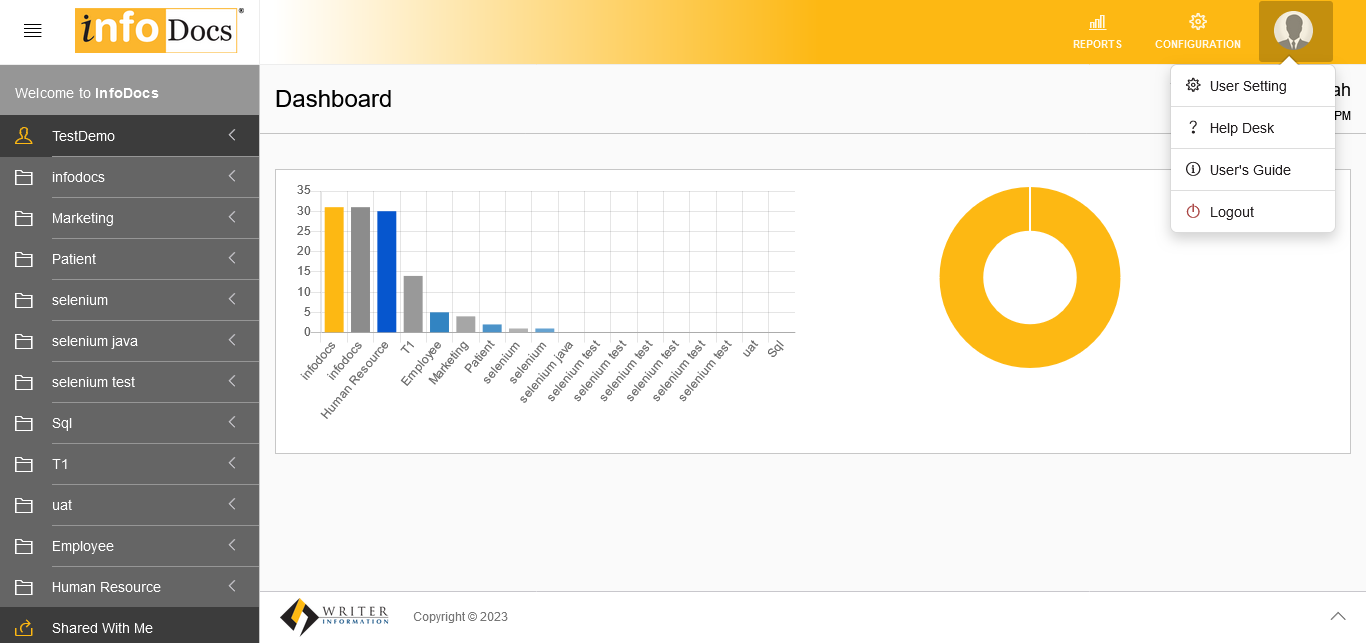 info Docs
REPORTS
CONFIGURATION
Welcome to InfoDocs
TestDemo
infodocs
Marketing
Patient
selenium
selenium java
selenium test
Sql
T1
uat
Employee
Human Resource
Shared With Me
Dashboard
ah
PM
User Setting
Help Desk
User's Guide
Logout
35
30
25
20
15
10
5
0
infodocs
infodocs
Human Resource
T1
Employee
Marketing
Patient
selenium
selenium
selenium java
selenium test
selenium test
selenium test
selenium test
selenium test
selenium test
uat
Sql
WRITER
INFORMATION
Copyright © 2023